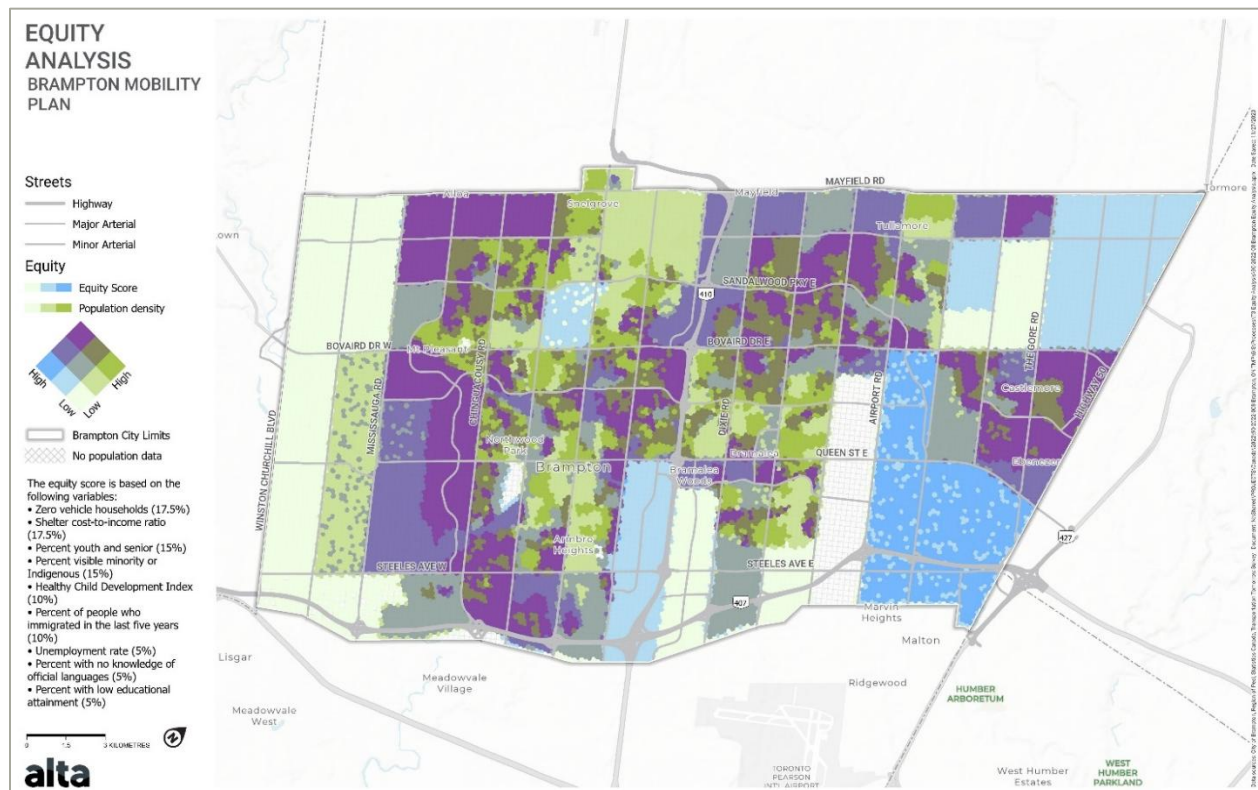 EQUITY
ANALYSIS
BRAMPTON MOBILITY
PLAN
Streets
Highway
Major Arterial
Minor Arterial
Equity
Equity Score
Population density
High
Low
Low
High
Brampton City Limits
No population data
The equity score is based on the
following variables:
• Zero vehicle households (17.5%)
• Shelter cost-to-income ratio
(17.5%)
• Percent youth and senior (15%)
• Percent visible minority or
Indigenous (15%)
• Healthy Child Development Index
(10%)
• Percent of people who
immigrated in the last five years
(10%)
• Unemployment rate (5%)
• Percent with no knowledge of
official languages (5%)
• Percent with low educational
attainment (5%)
0 1.5 3 KILOMETRES
alta
Mayfield
MAYFIELD RD
Tormore
Snelgrove
Tullamore
SANDALWOOD PKY E
410
BOVAIRD DR W
Mt Pleasant
BOVAIRD DR E
CHINGUACOUSY RD
MISSISSAUGA RD
WINSTON CHURCHILL BLVD
DIXIE RD
AIRPORT RD
THE GORE RD
Castlemore
HIGHWAY 50
Northwood
Park
Brampton
Bramalea
QUEEN ST E
Bramalea
Woods
Ebenezer
Ambro
Heights
STEELES AVE W
STEELES AVE E
427
407
Marvin
Heights
Malton
Lisgar
Meadowvale
Village
Meadowvale
West
Ridgewood
HUMBER
ARBORETUM
TORONTO
PEARSON
INT'L AIRPORT
West Humber
Estates
WEST
HUMBER
PARKLAND